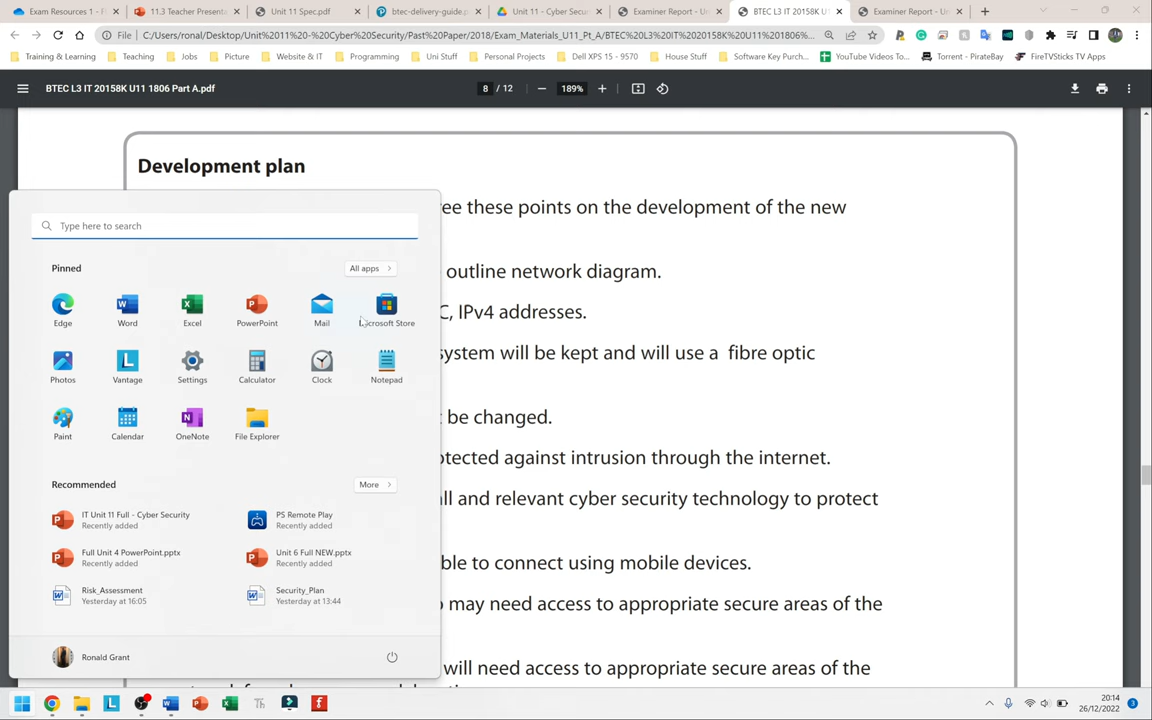 Exam Resources 1 - Fi
11.3 Teacher Presenta
Unit 11 Spec.pdf
btec-delivery-guide.p
Unit 11 - Cyber Secu
Examiner Report - Un
BTEC L3 IT 20158K U
Examiner Report - Un
File
C:/Users/ronal/Desktop/Unit%2011%20-%20Cyber%20Security/Past%20Paper/2018/Exam_Materials_U11_Pt_A/BTEC%20L3%20IT%2020158K%20U11%201806%...
Training & Learning
Teaching
Jobs
Picture
Website & IT
Programming
Uni Stuff
Personal Projects
Dell XPS 15 - 9570
House Stuff
Software Key Purch...
YouTube Videos To...
Torrent - PirateBay
FireTVSticks TV Apps
BTEC L3 IT 20158K U11 1806 Part A.pdf
8 / 12
189%
Development plan
ee these points on the development of the new
outline network diagram.
C, IPv4 addresses.
system will be kept and will use a fibre optic
be changed.
otected against intrusion through the internet.
ll and relevant cyber security technology to protect
ble to connect using mobile devices.
o may need access to appropriate secure areas of the
will need access to appropriate secure areas of the
Type here to search
Pinned
All apps
Edge
Word
Excel
PowerPoint
Mail
Microsoft Store
Photos
Vantage
Settings
Calculator
Clock
Notepad
Paint
Calendar
OneNote
File Explorer
Recommended
More
IT Unit 11 Full - Cyber Security
Recently added
PS Remote Play
Recently added
Full Unit 4 PowerPoint.pptx
Recently added
Unit 6 Full NEW.pptx
Recently added
Risk_Assessment
Yesterday at 16:05
Security_Plan
Yesterday at 13:44
Ronald Grant
20:14
26/12/2022
3